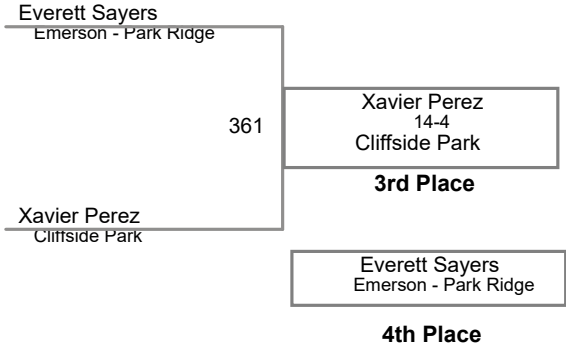 Everett Sayers
Emerson - Park Ridge
361
Xavier Perez
14-4
Cliffside Park
3rd Place
Xavier Perez
Cliffside Park
Everett Sayers
Emerson - Park Ridge
4th Place